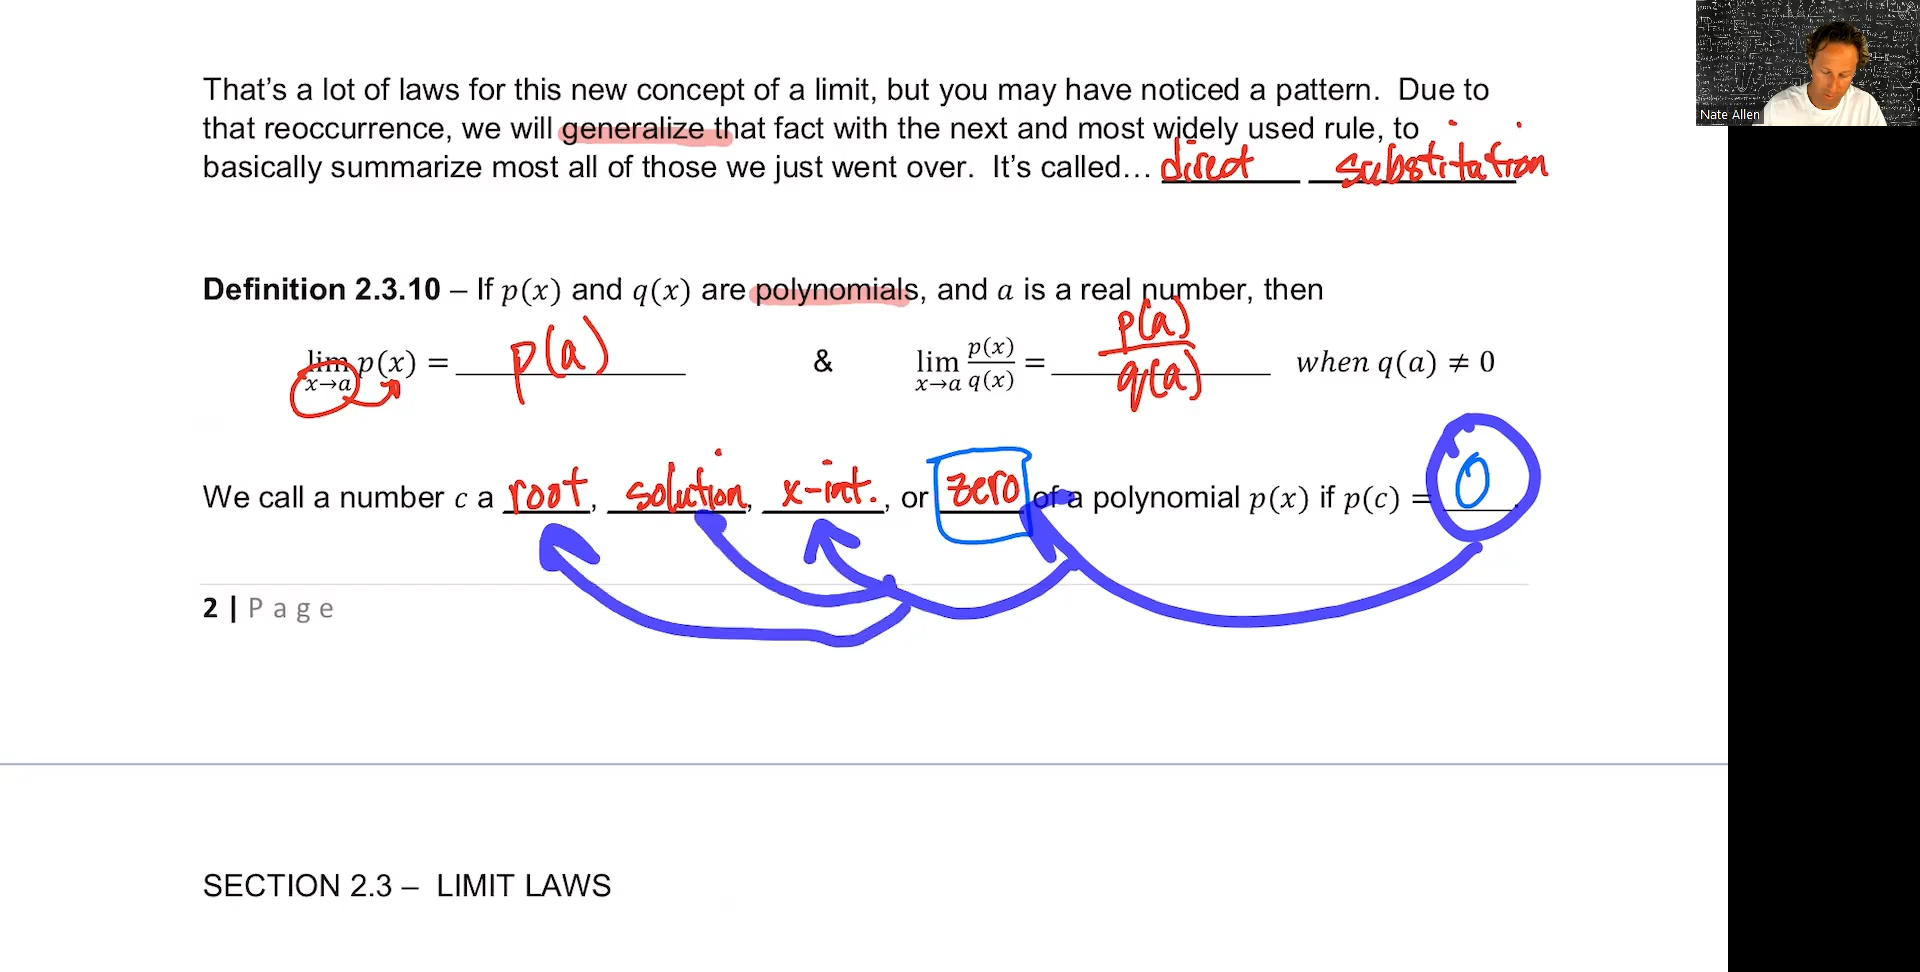 That's a lot of laws for this new concept of a limit, but you may have noticed a pattern. Due to
that reoccurrence, we will generalize that fact with the next and most widely used rule, to
basically summarize most all of those we just went over. It's called… direct substitution
Definition 2.3.10 – If p(x) and q(x) are polynomials, and a is a real number, then
lim x→a p(x) = p(a) & lim x→a p(x)/q(x) = p(a)/q(a) when q(a) ≠ 0
We call a number c a root, solution, x-int., or zero of a polynomial p(x) if p(c) = 0.
2 | Page
SECTION 2.3 – LIMIT LAWS
Nate Allen